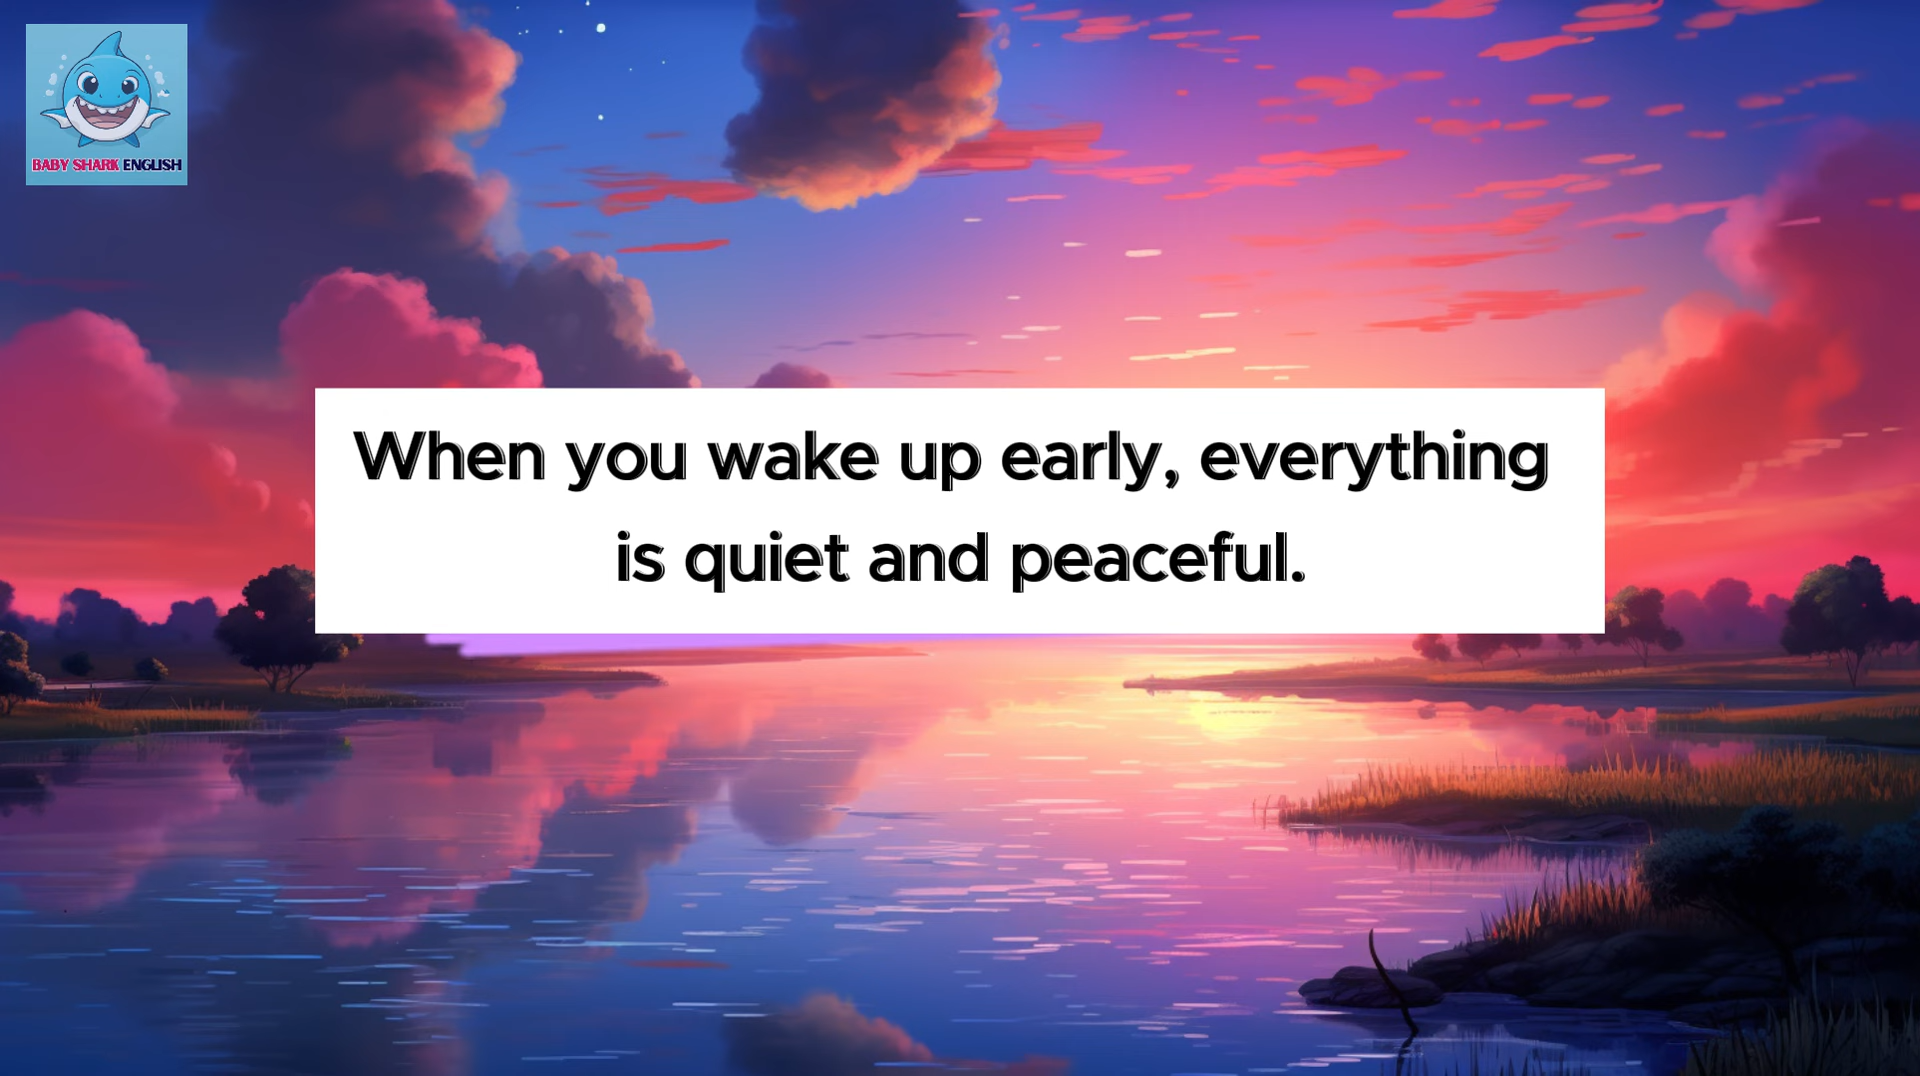 BABY SHARK ENGLISH
When you wake up early, everything
is quiet and peaceful.